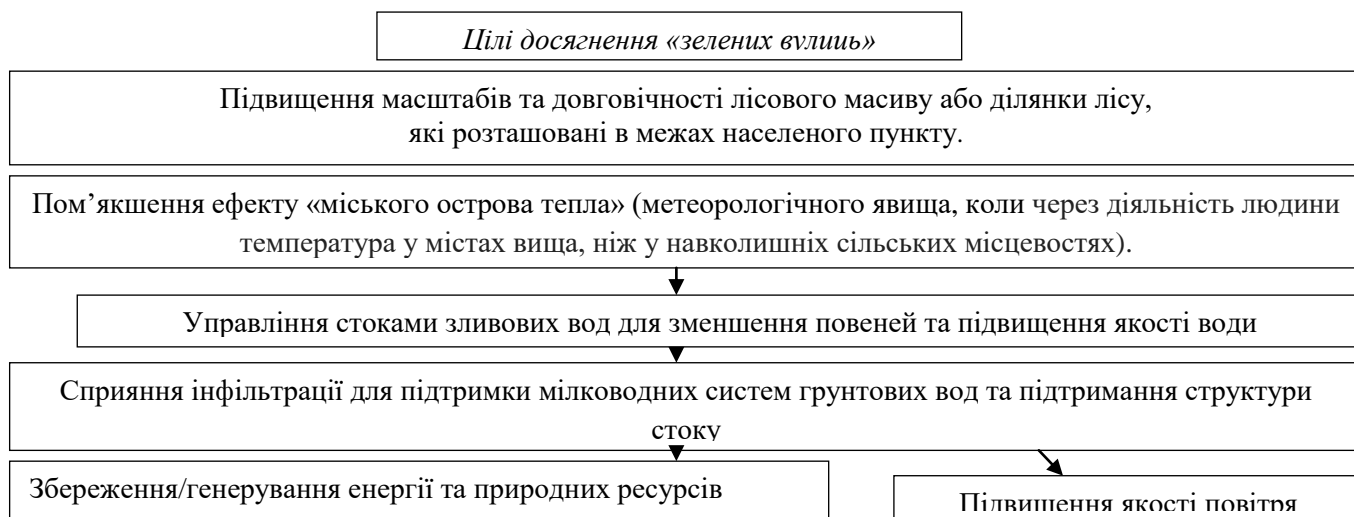 Цілі досягнення «зелених вулиць»
Підвищення масштабів та довговічності лісового масиву або ділянки лісу,
які розташовані в межах населеного пункту.
Пом’якшення ефекту «міського острова тепла» (метеорологічного явища, коли через діяльність людини
температура у містах вища, ніж у навколишніх сільських місцевостях).
Управління стоками зливових вод для зменшення повеней та підвищення якості води
Сприяння інфільтрації для підтримки мілководних систем грунтових вод та підтримання структури
стоку
Збереження/генерування енергії та природних ресурсів
Підвищення якості повітря